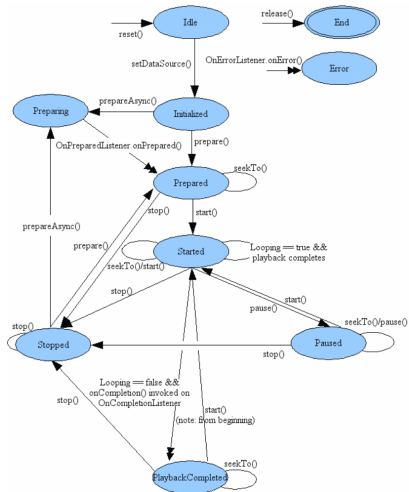 Idle
release()
End
reset()
setDataSource()
OnErrorListener.onError()
Error
Preparing
prepareAsync()
Initialized
OnPreparedListener.onPrepared()
prepare()
seekTo()
Prepared
prepareAsync()
prepare()
stop()
start()
Looping == true &&
playback completes
Started
seekTo()/start()
stop()
start()
pause()
seekTo()/pause()
stop()
Stopped
Paused
stop()
Looping == false &&
onCompletion() invoked on
OnCompletionListener
stop()
start()
(note: from beginning)
seekTo()
PlaybackCompleted